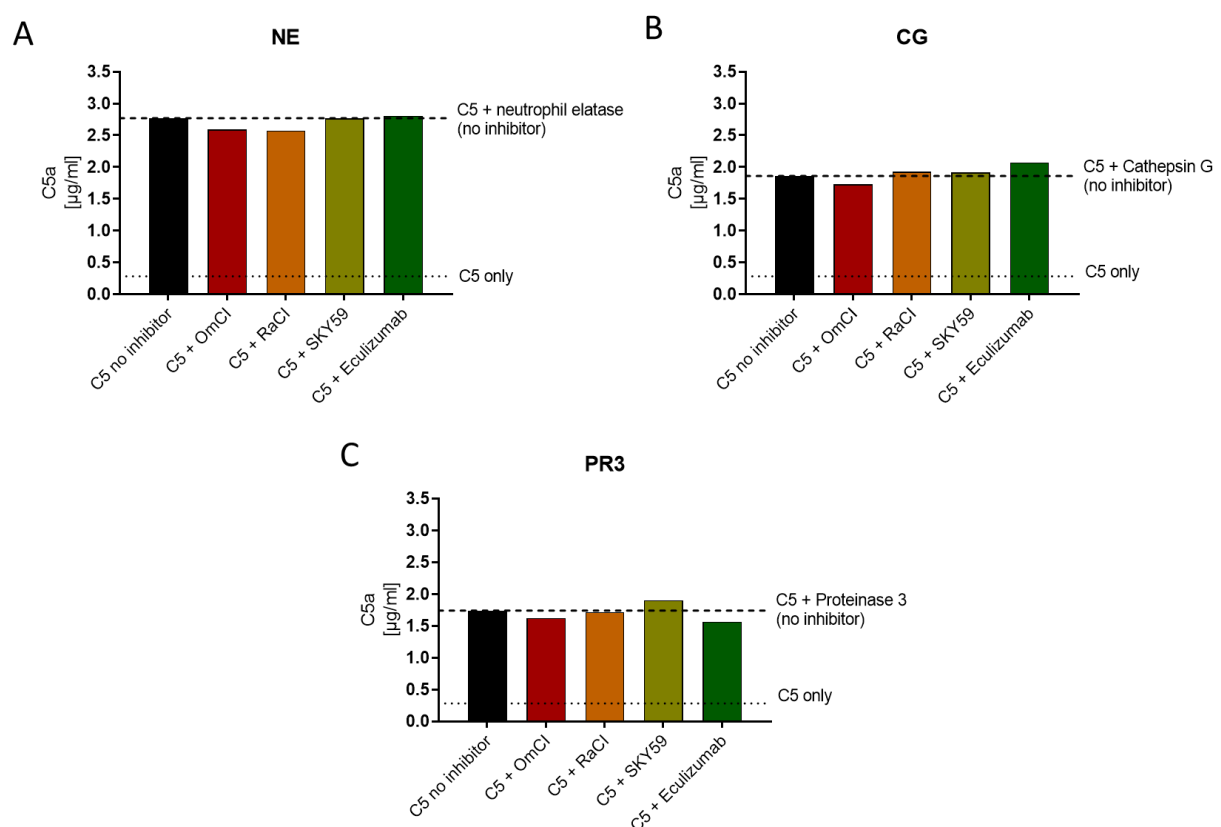 A
NE
3.5
3.0
2.5
2.0
1.5
1.0
0.5
0.0
C5a
[µg/ml]
C5 + neutrophil elatase
(no inhibitor)
C5 only
C5 no inhibitor
C5 + OmCI
C5 + RaCI
C5 + SKY59
C5 + Eculizumab
B
CG
3.5
3.0
2.5
2.0
1.5
1.0
0.5
0.0
C5a
[µg/ml]
C5 + Cathepsin G
(no inhibitor)
C5 only
C5 no inhibitor
C5 + OmCI
C5 + RaCI
C5 + SKY59
C5 + Eculizumab
C
PR3
3.5
3.0
2.5
2.0
1.5
1.0
0.5
0.0
C5a
[µg/ml]
C5 + Proteinase 3
(no inhibitor)
C5 only
C5 no inhibitor
C5 + OmCI
C5 + RaCI
C5 + SKY59
C5 + Eculizumab